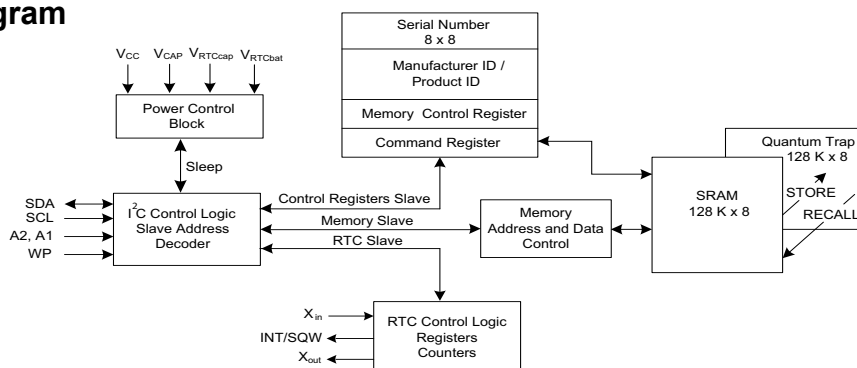 gram
Serial Number
8 x 8
Manufacturer ID /
Product ID
Memory Control Register
Command Register
VCC VCAP VRTCcap VRTCbat
Power Control
Block
Sleep
Quantum Trap
128 K x 8
SRAM
128 K x 8
STORE
RECALL
SDA
SCL
A2, A1
WP
I2C Control Logic
Slave Address
Decoder
Control Registers Slave
Memory Slave
RTC Slave
Memory
Address and Data
Control
Xin
INT/SQW
Xout
RTC Control Logic
Registers
Counters